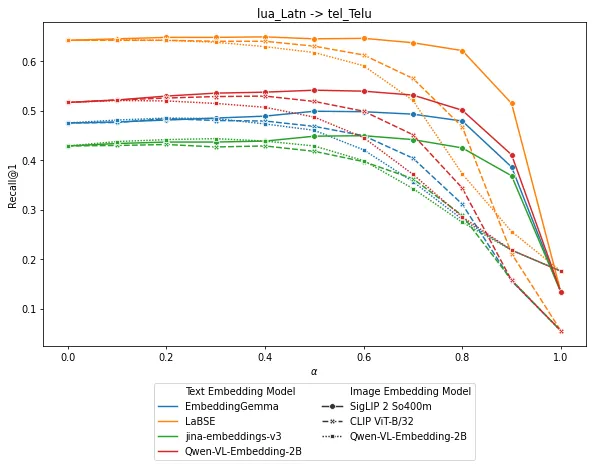 lua_Latn -> tel_Telu
Recall@1
0.6
0.5
0.4
0.3
0.2
0.1
0.0 0.2 0.4 0.6 0.8 1.0
α
Text Embedding Model Image Embedding Model
EmbeddingGemma SigLIP 2 So400m
LaBSE CLIP ViT-B/32
jina-embeddings-v3 Qwen-VL-Embedding-2B
Qwen-VL-Embedding-2B